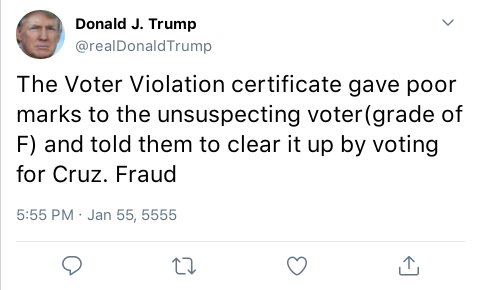 Donald J. Trump
@realDonaldTrump
The Voter Violation certificate gave poor
marks to the unsuspecting voter(grade of
F) and told them to clear it up by voting
for Cruz. Fraud
5:55 PM · Jan 55, 5555